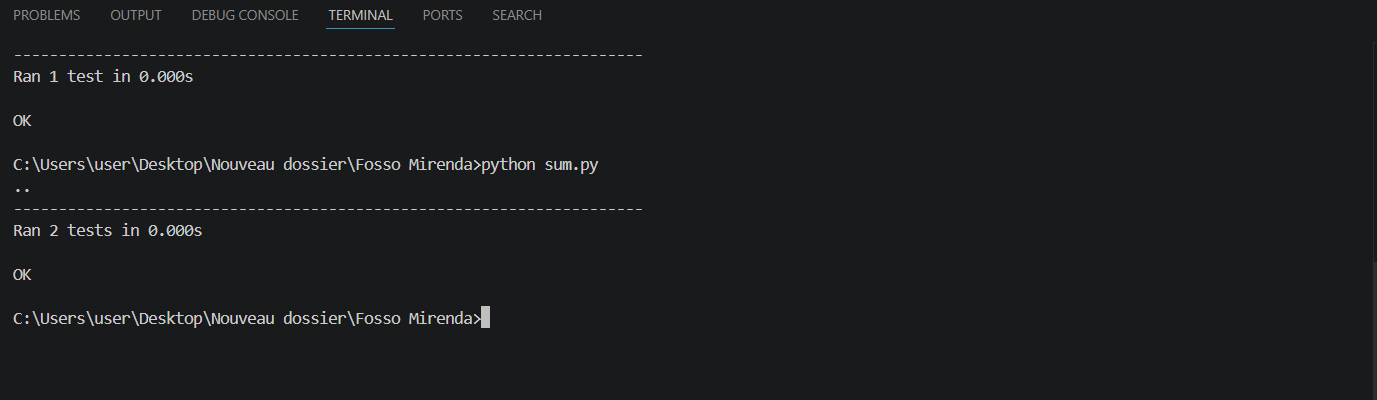 PROBLEMS OUTPUT DEBUG CONSOLE TERMINAL PORTS SEARCH
----------------------------------------------------------------------
Ran 1 test in 0.000s
OK
C:\Users\user\Desktop\Nouveau dossier\Fosso Mirenda>python sum.py
..
----------------------------------------------------------------------
Ran 2 tests in 0.000s
OK
C:\Users\user\Desktop\Nouveau dossier\Fosso Mirenda>